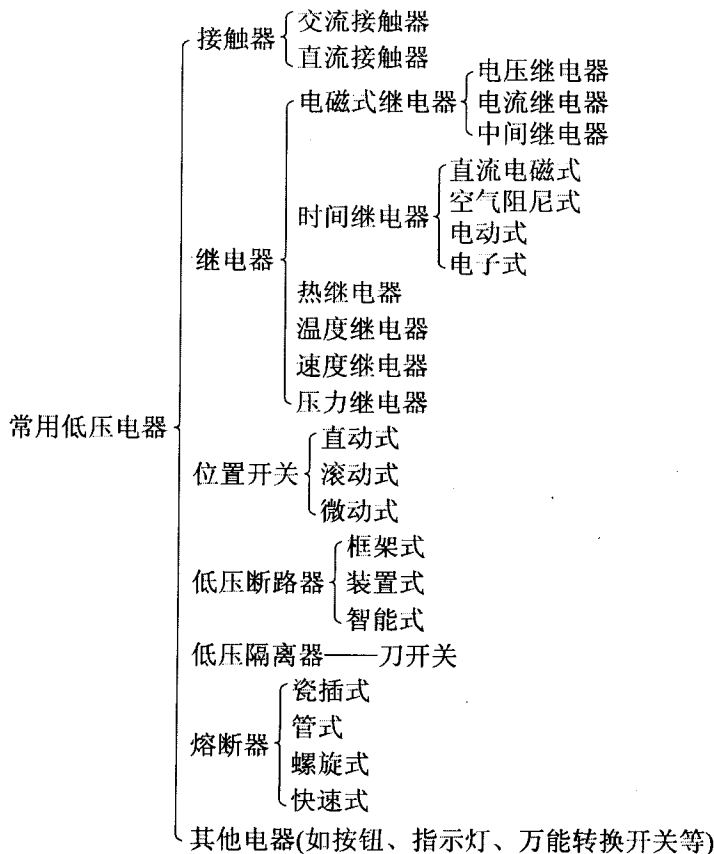 交流接触器
接触器
直流接触器
电压继电器
电磁式继电器
电流继电器
中间继电器
直流电磁式
空气阻尼式
时间继电器
电动式
电子式
继电器
热继电器
温度继电器
速度继电器
压力继电器
常用低压电器
直动式
位置开关
滚动式
微动式
框架式
低压断路器
装置式
智能式
低压隔离器——刀开关
瓷插式
管式
熔断器
螺旋式
快速式
其他电器(如按钮、指示灯、万能转换开关等)